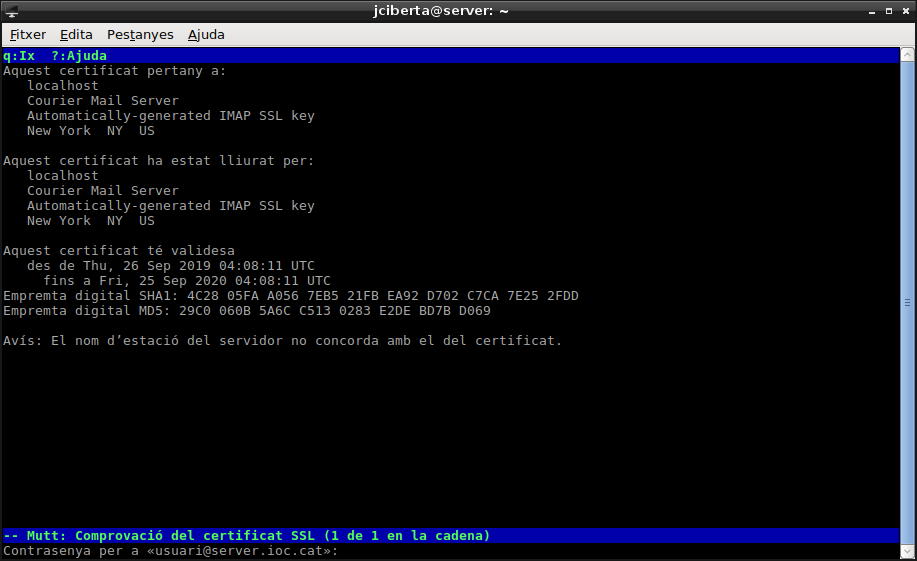 jciberta@server: ~
Fitxer Edita Pestanyes Ajuda
q:Ix  ?:Ajuda
Aquest certificat pertany a:
   localhost
   Courier Mail Server
   Automatically-generated IMAP SSL key
   New York  NY  US
Aquest certificat ha estat lliurat per:
   localhost
   Courier Mail Server
   Automatically-generated IMAP SSL key
   New York  NY  US
Aquest certificat té validesa
   des de Thu, 26 Sep 2019 04:08:11 UTC
     fins a Fri, 25 Sep 2020 04:08:11 UTC
Empremta digital SHA1: 4C28 05FA A056 7EB5 21FB EA92 D702 C7CA 7E25 2FDD
Empremta digital MD5: 29C0 060B 5A6C C513 0283 E2DE BD7B D069
Avís: El nom d’estació del servidor no concorda amb el del certificat.
-- Mutt: Comprovació del certificat SSL (1 de 1 en la cadena)
Contrasenya per a «usuari@server.ioc.cat»: